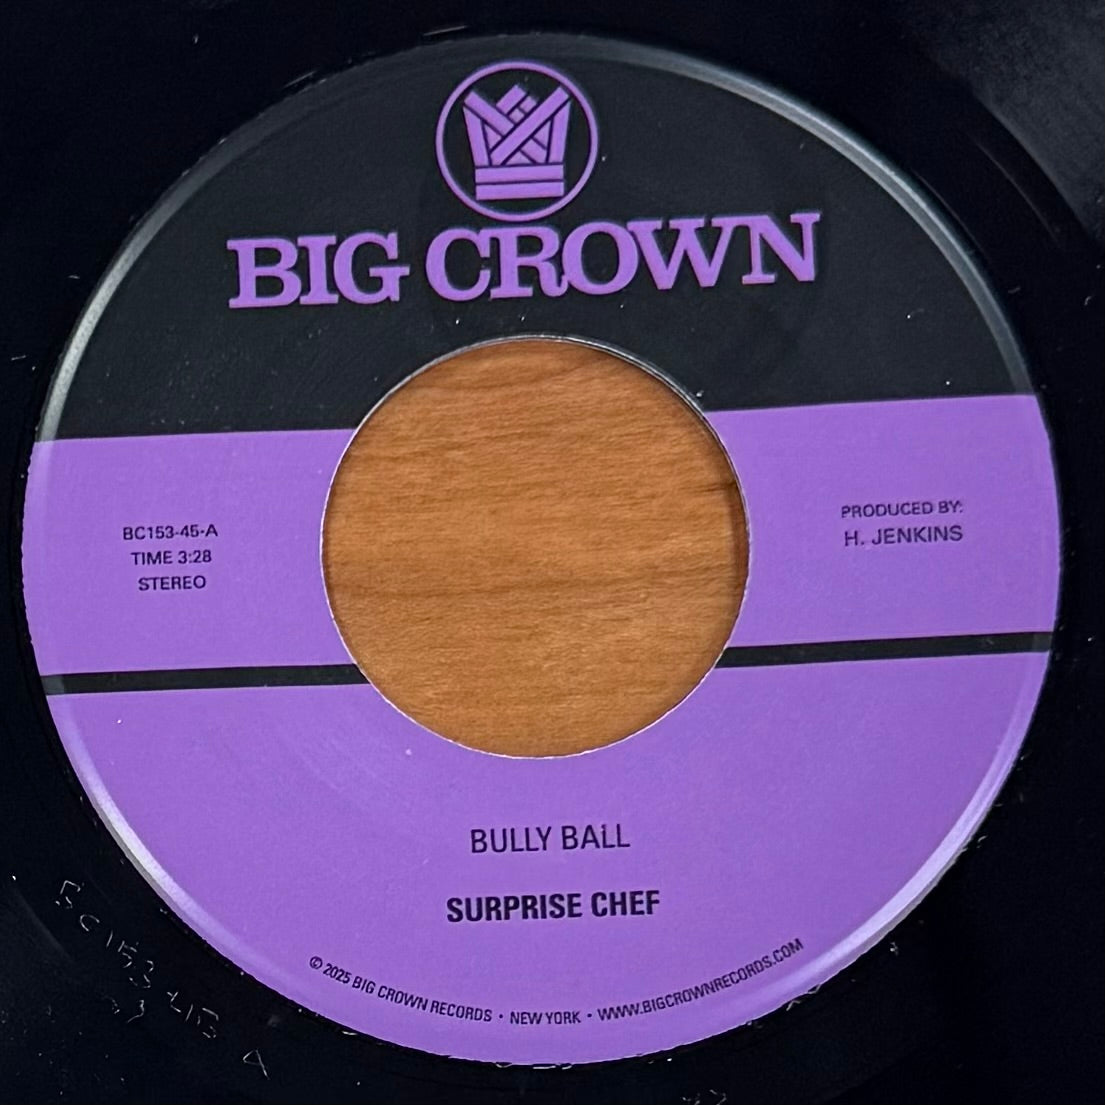 BIG CROWN
BC153-45-A
TIME 3:28
STEREO
PRODUCED BY:
H. JENKINS
BULLY BALL
SURPRISE CHEF
© 2025 BIG CROWN RECORDS • NEW YORK • WWW.BIGCROWNRECORDS.COM